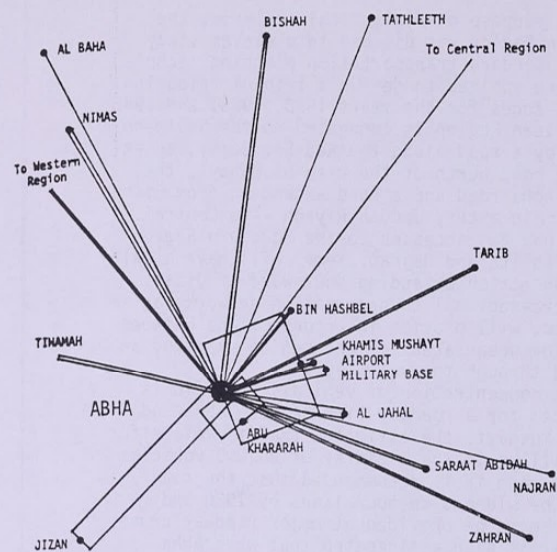 BISHAH
TATHLEETH
AL BAHA
To Central Region
NIMAS
To Western
Region
TARIB
BIN HASHBEL
KHAMIS MUSHAYT
AIRPORT
MILITARY BASE
TIHAMAH
ABHA
AL JAHAL
ABU
KHARARAH
SARAAT ABIDAH
NAJRAN
ZAHRAN
JIZAN